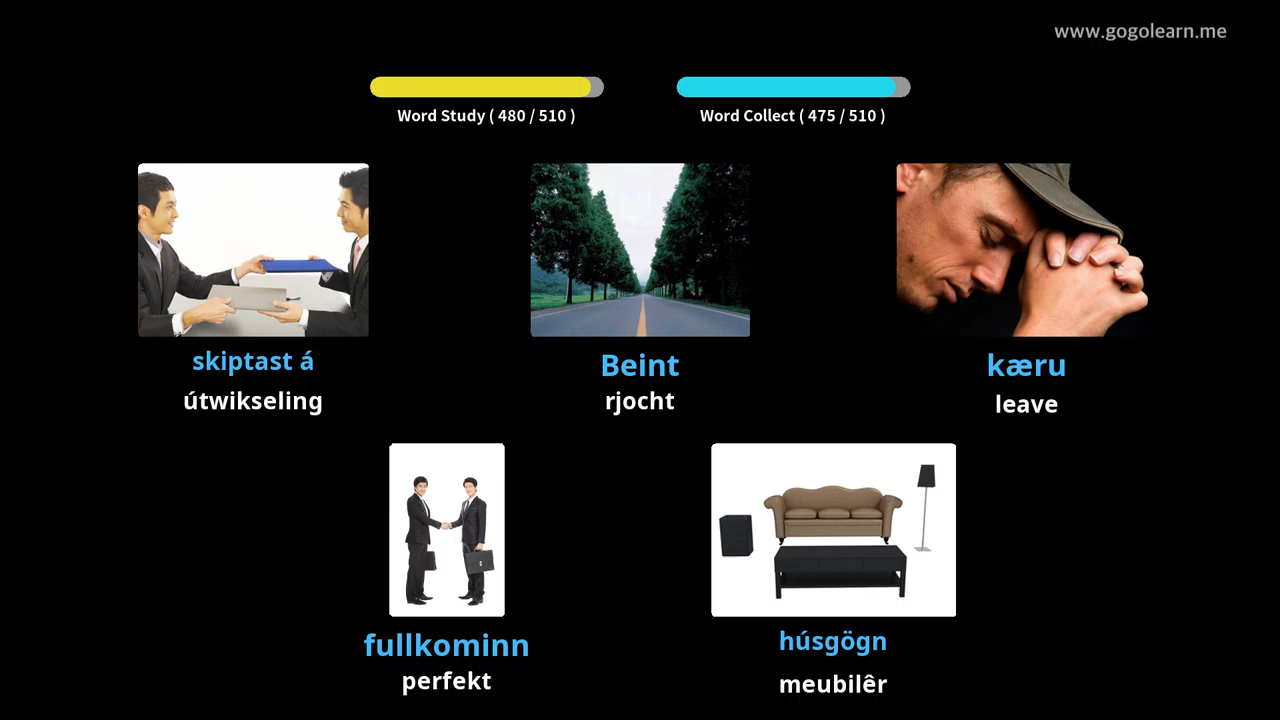 www.gogolearn.me
Word Study ( 480 / 510 )
Word Collect ( 475 / 510 )
skiptast á
útwikseling
Beint
rjocht
kæru
leave
fullkominn
perfekt
húsgögn
meubilêr